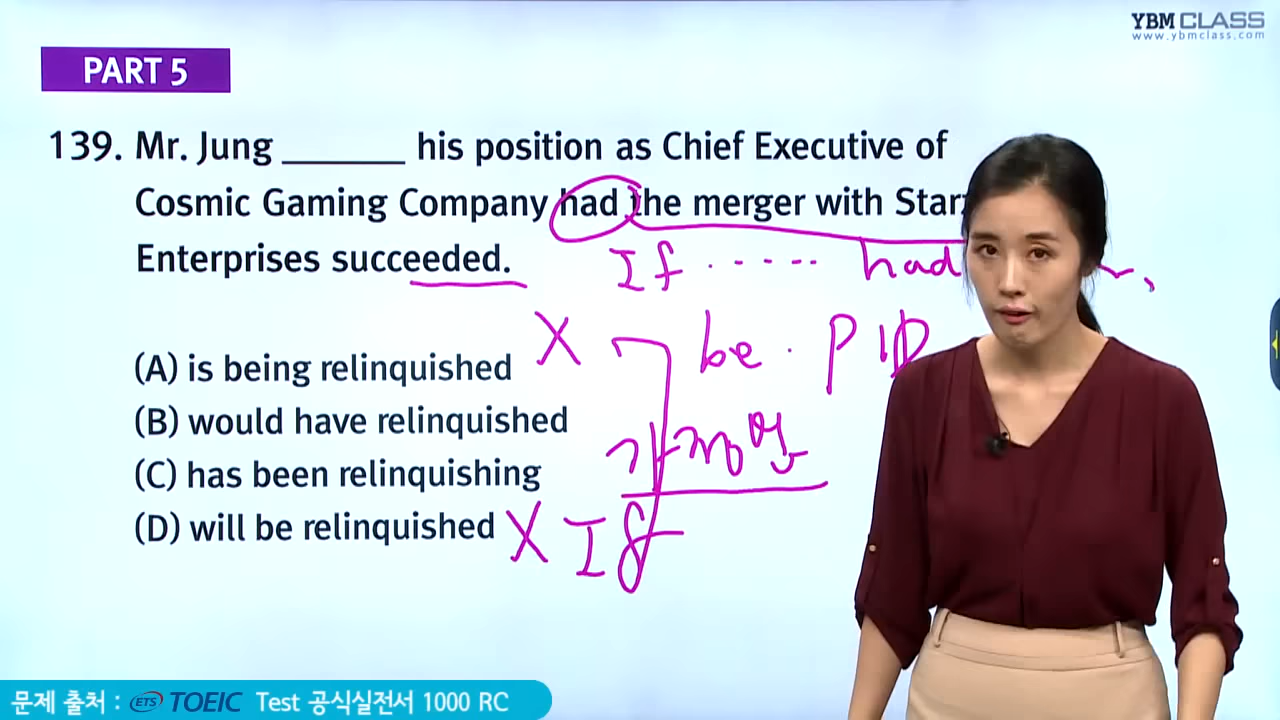 YBM CLASS
www.ybmclass.com
PART 5
139. Mr. Jung ______ his position as Chief Executive of
Cosmic Gaming Company had the merger with Star
Enterprises succeeded.
If ...... had
X be. P
(A) is being relinquished
(B) would have relinquished
가정법
(C) has been relinquishing
(D) will be relinquished X If
문제 출처 : ETS TOEIC Test 공식실전서 1000 RC